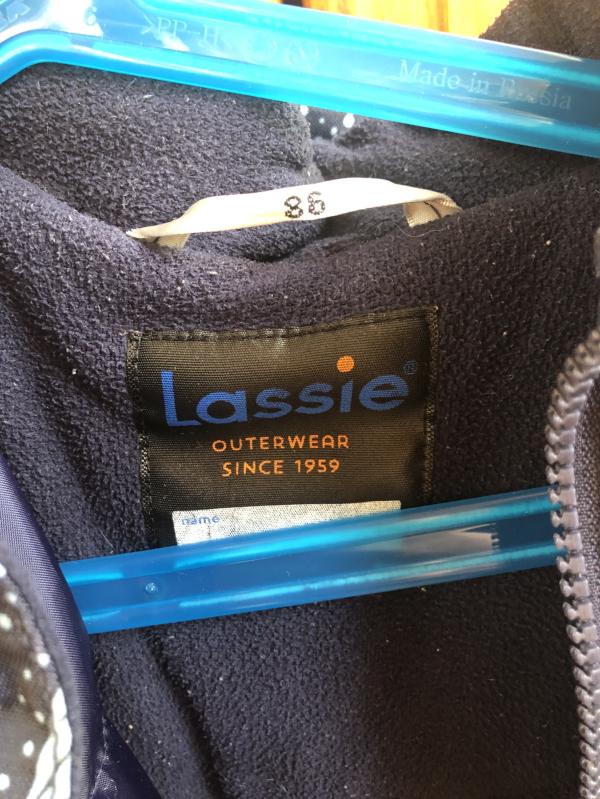 Made in Russia
86
Lassie®
OUTERWEAR
SINCE 1959
name